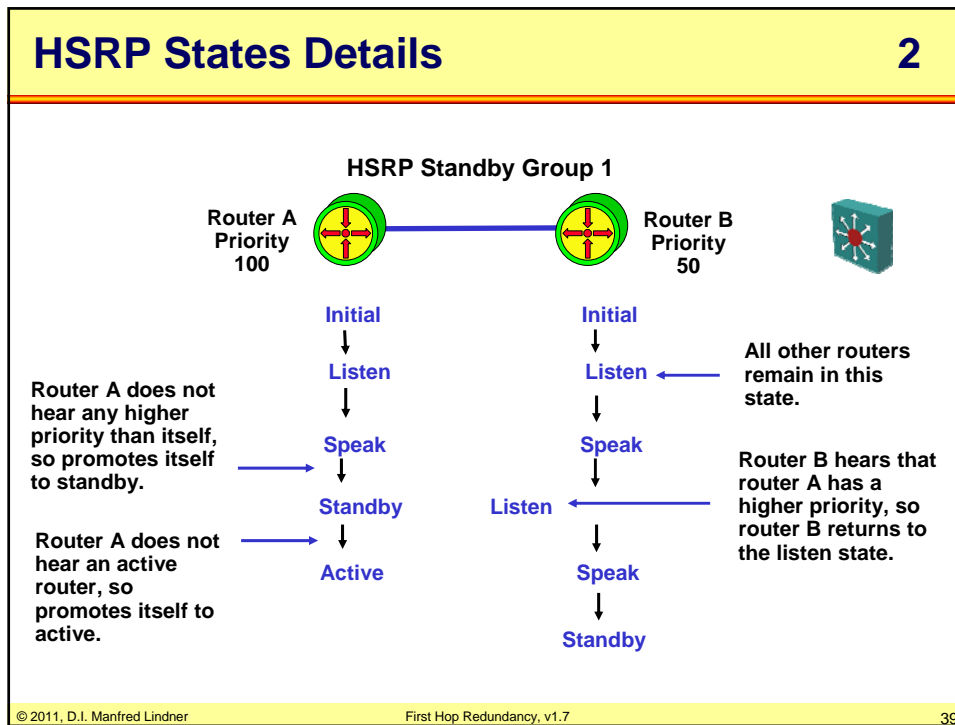 HSRP States Details 2
HSRP Standby Group 1
Router A
Priority
100
Router B
Priority
50
Initial
Listen
Speak
Standby
Active
Router A does not
hear any higher
priority than itself,
so promotes itself
to standby.
Router A does not
hear an active
router, so
promotes itself to
active.
Initial
Listen
Speak
Listen
Speak
Standby
All other routers
remain in this
state.
Router B hears that
router A has a
higher priority, so
router B returns to
the listen state.
© 2011, D.I. Manfred Lindner
First Hop Redundancy, v1.7
39